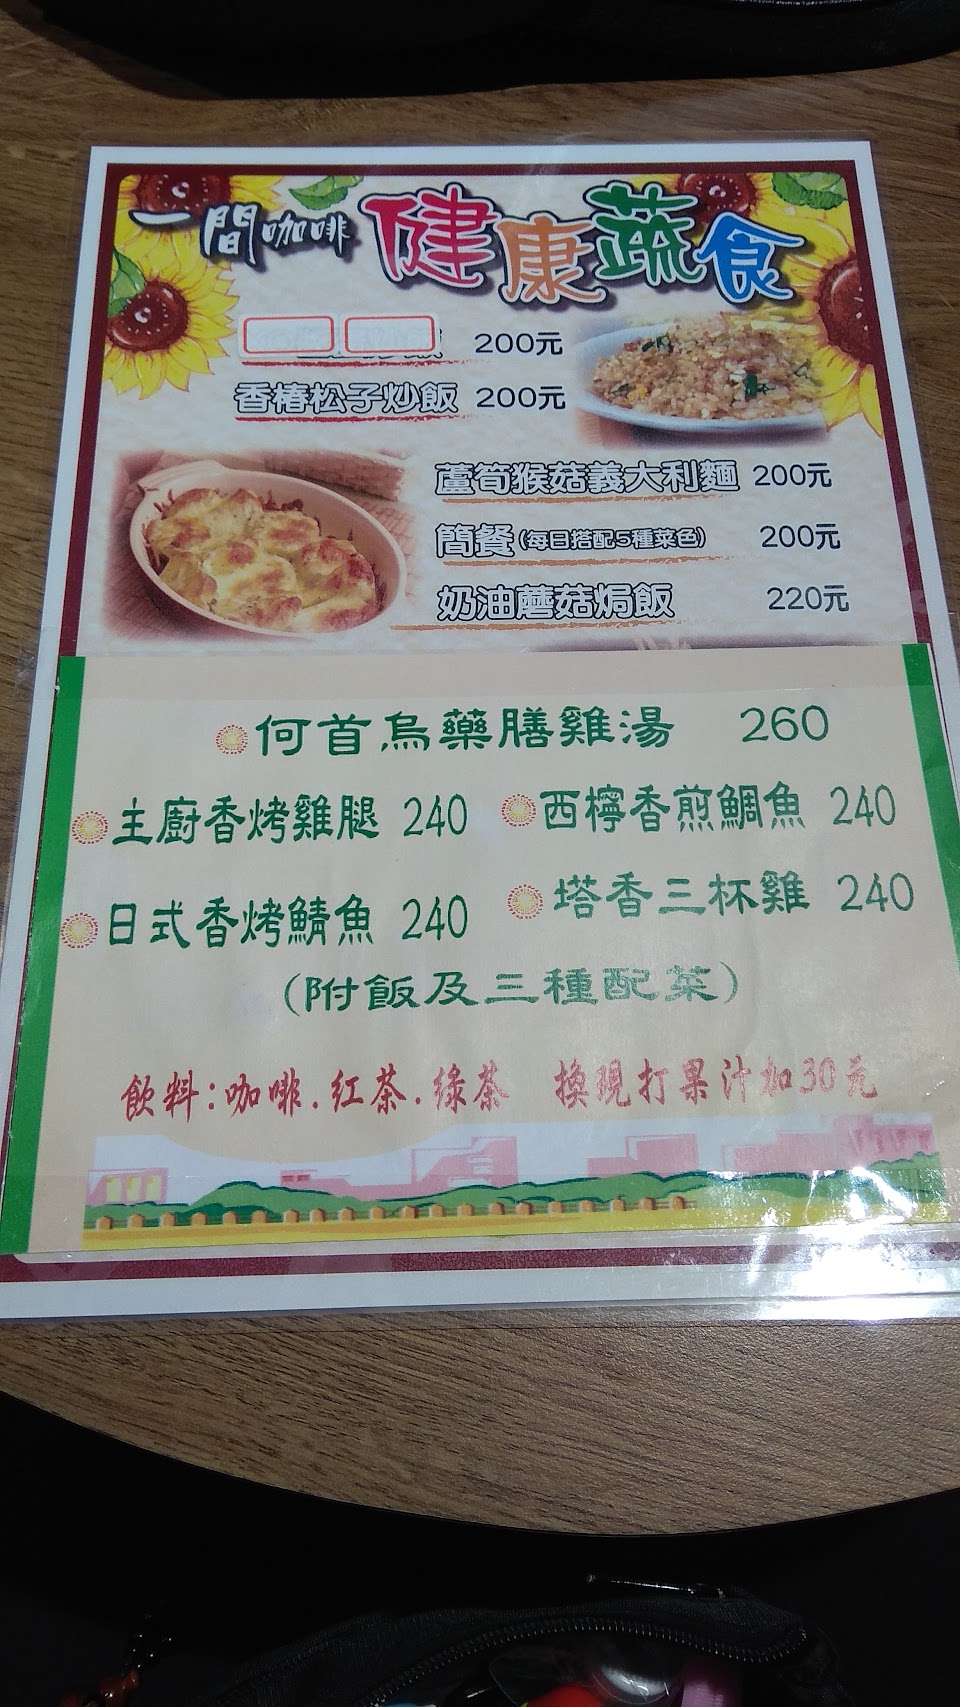 一間咖啡 健康蔬食
200元
香椿松子炒飯 200元
蘆筍猴菇義大利麵 200元
簡餐(每日搭配5種菜色) 200元
奶油蘑菇焗飯 220元
何首烏藥膳雞湯 260
主廚香烤雞腿 240
西檸香煎鯛魚 240
日式香烤鯖魚 240
塔香三杯雞 240
(附飯及三種配菜)
飲料:咖啡.紅茶.綠茶 換現打果汁加30元